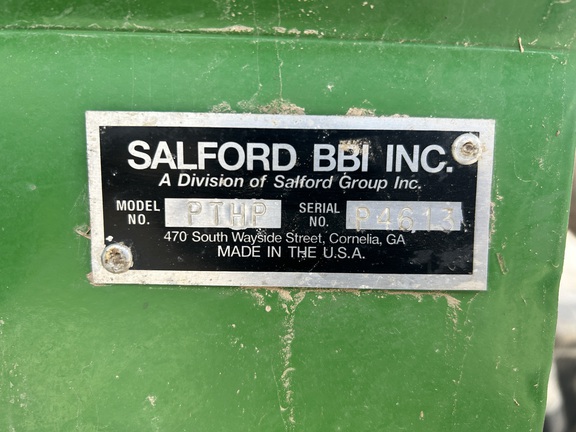 SALFORD BBI INC.
A Division of Salford Group Inc.
MODEL NO. PTHP SERIAL NO. P4613
470 South Wayside Street, Cornelia, GA
MADE IN THE U.S.A.